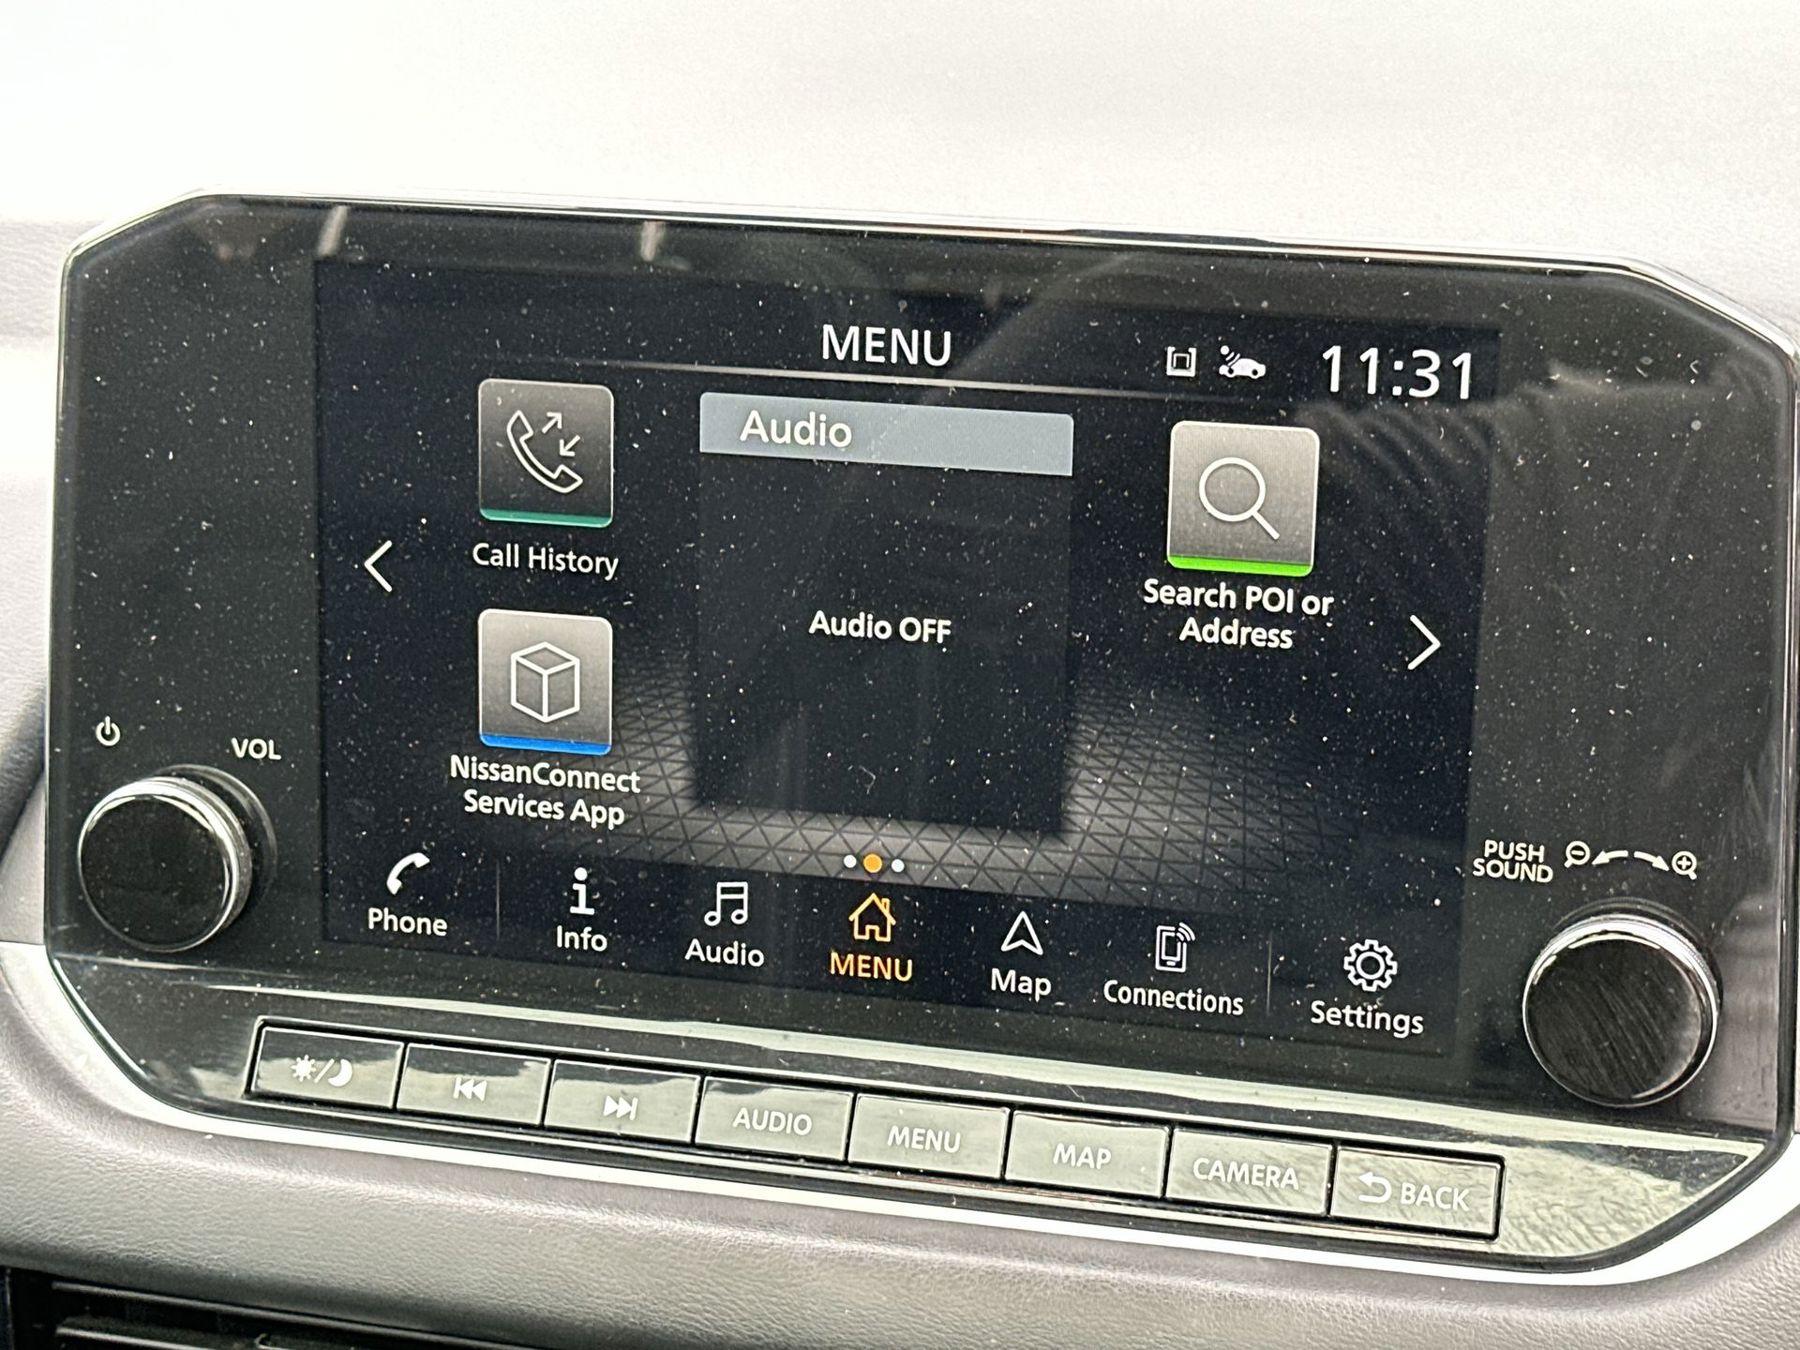 MENU
11:31
Audio
Call History
Audio OFF
Search POI or
Address
NissanConnect
Services App
VOL
PUSH
SOUND
Phone
Info
Audio
MENU
Map
Connections
Settings
AUDIO
MENU
MAP
CAMERA
BACK